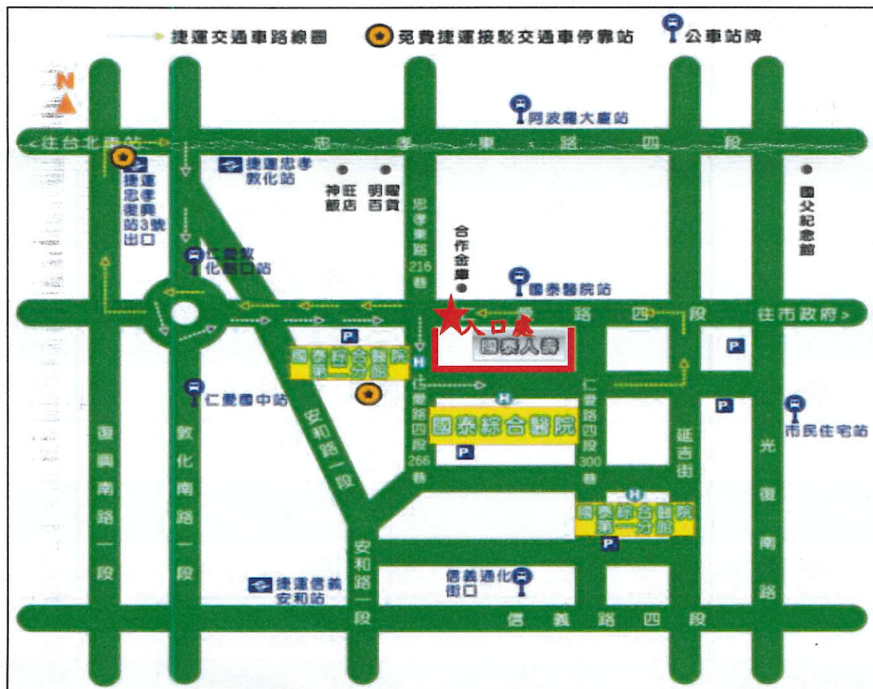 捷運交通車路線圖
免費捷運接駁交通車停靠站
公車站牌
N
阿波羅大廈站
<往台北車站
忠孝東路四段
捷運忠孝復興站3號出口
捷運忠孝
敦化站
神旺
飯店
明曜
百貨
忠孝東路216巷
合作金庫
國父紀念館
仁愛敦
化路口站
國泰醫院站
愛路四段
往市政府>
入口處
國泰人壽
P
國泰綜合醫院
第一分館
H
P
仁愛國中站
仁愛路四段266巷
H
國泰綜合醫院
P
仁愛路四段300巷
P
市民住宅站
復興南路一段
敦化南路一段
安和路一段
延吉街
光復南路
H
國泰綜合醫院
第一分館
P
安和路一段
捷運信義
安和站
信義通化
街口
信義路四段